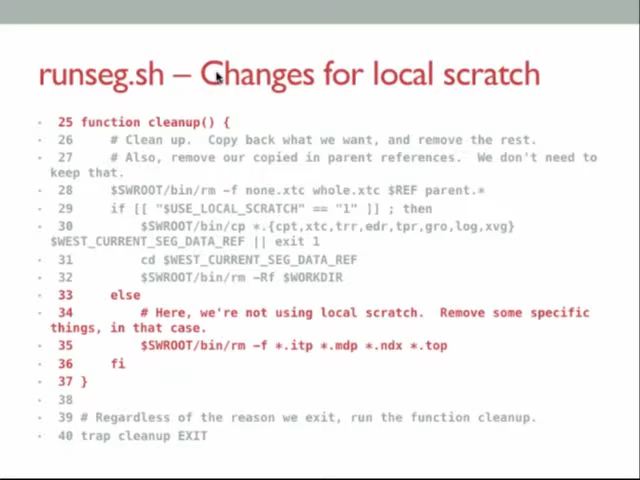 runseg.sh – Changes for local scratch
25 function cleanup() {
26     # Clean up.  Copy back what we want, and remove the rest.
27     # Also, remove our copied in parent references.  We don't need to
keep that.
28     $SWROOT/bin/rm -f none.xtc whole.xtc $REF parent.*
29     if [[ "$USE_LOCAL_SCRATCH" == "1" ]] ; then
30         $SWROOT/bin/cp *.{cpt,xtc,trr,edr,tpr,gro,log,xvg}
$WEST_CURRENT_SEG_DATA_REF || exit 1
31         cd $WEST_CURRENT_SEG_DATA_REF
32         $SWROOT/bin/rm -Rf $WORKDIR
33     else
34         # Here, we're not using local scratch.  Remove some specific
things, in that case.
35         $SWROOT/bin/rm -f *.itp *.mdp *.ndx *.top
36     fi
37 }
38
39 # Regardless of the reason we exit, run the function cleanup.
40 trap cleanup EXIT